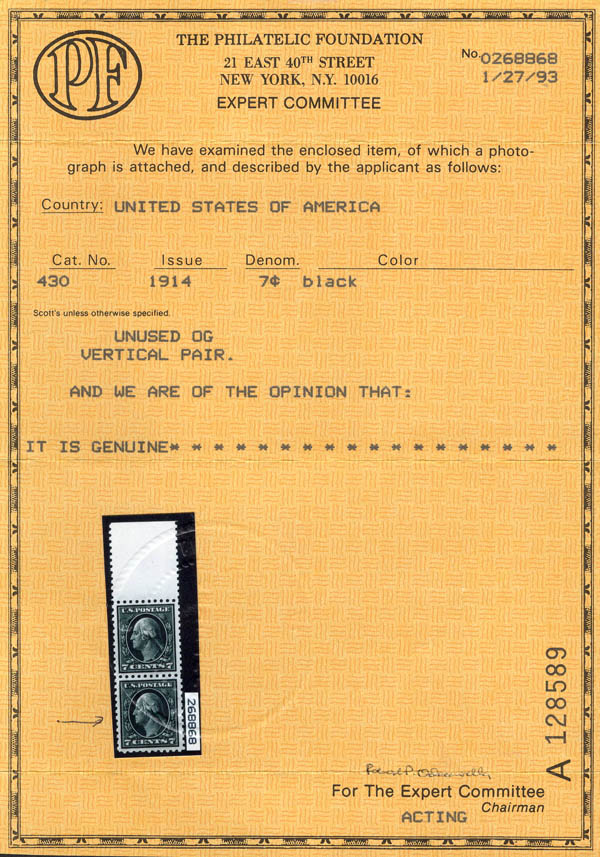 PF
THE PHILATELIC FOUNDATION
21 EAST 40TH STREET
NEW YORK, N.Y. 10016
EXPERT COMMITTEE
No. 0268868
1/27/93
We have examined the enclosed item, of which a photo-
graph is attached, and described by the applicant as follows:
Country: UNITED STATES OF AMERICA
Cat. No. Issue Denom. Color
430 1914 7¢ black
Scott's unless otherwise specified.
UNUSED OG
VERTICAL PAIR.
AND WE ARE OF THE OPINION THAT:
IT IS GENUINE* * * * * * * * * * * * * * * * * *
U.S. POSTAGE
7 CENTS 7
U.S. POSTAGE
7 CENTS 7
268868
A 128589
For The Expert Committee
Chairman
ACTING